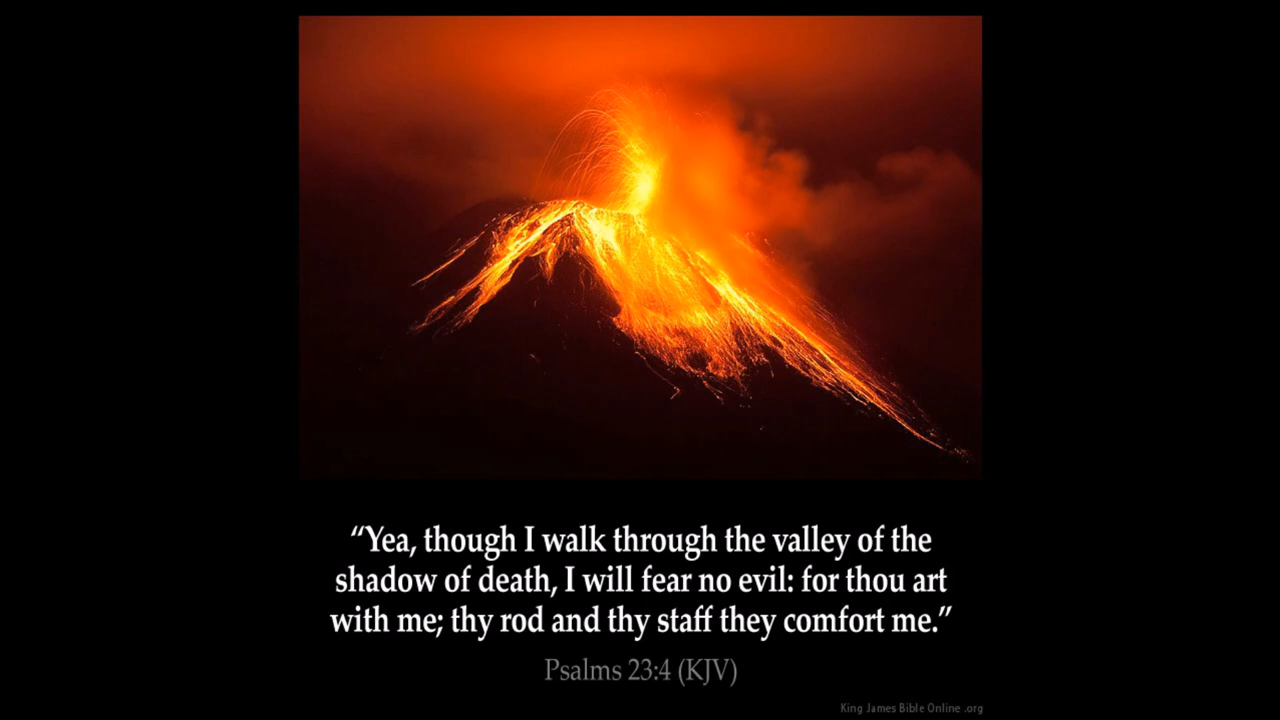 “Yea, though I walk through the valley of the
shadow of death, I will fear no evil: for thou art
with me; thy rod and thy staff they comfort me.”
Psalms 23:4 (KJV)
King James Bible Online .org